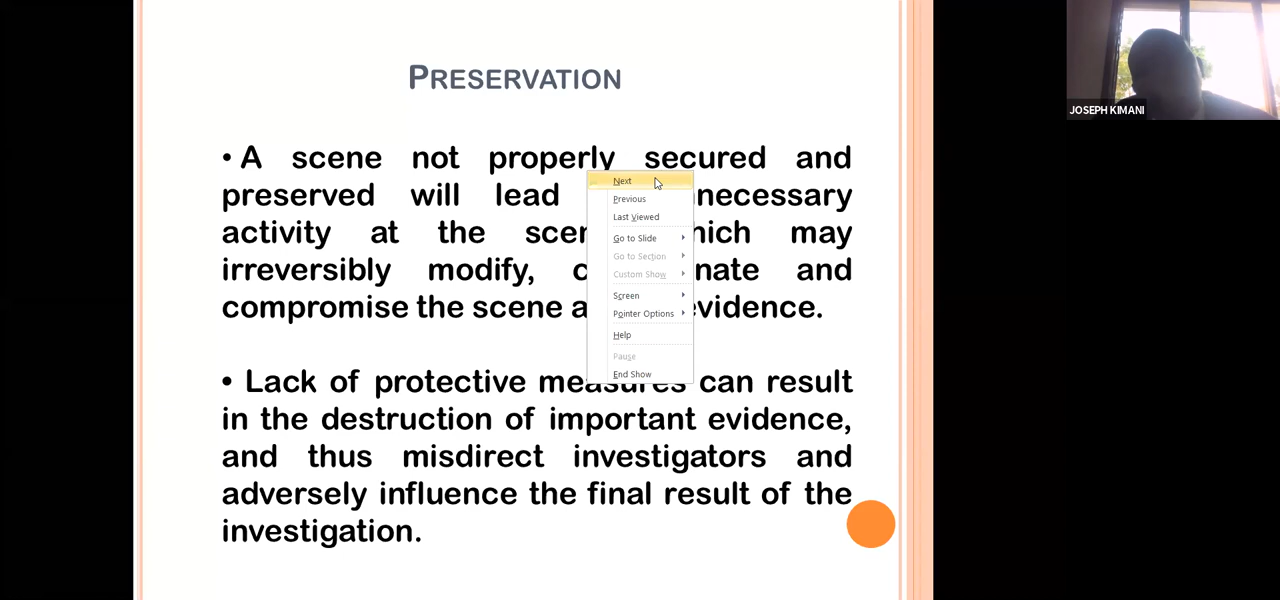 PRESERVATION
• A scene not properly secured and
preserved will lead necessary
activity at the scen hich may
irreversibly modify, c nate and
compromise the scene a evidence.
• Lack of protective measures can result
in the destruction of important evidence,
and thus misdirect investigators and
adversely influence the final result of the
investigation.
Next
Previous
Last Viewed
Go to Slide
Go to Section
Custom Show
Screen
Pointer Options
Help
Pause
End Show
JOSEPH KIMANI